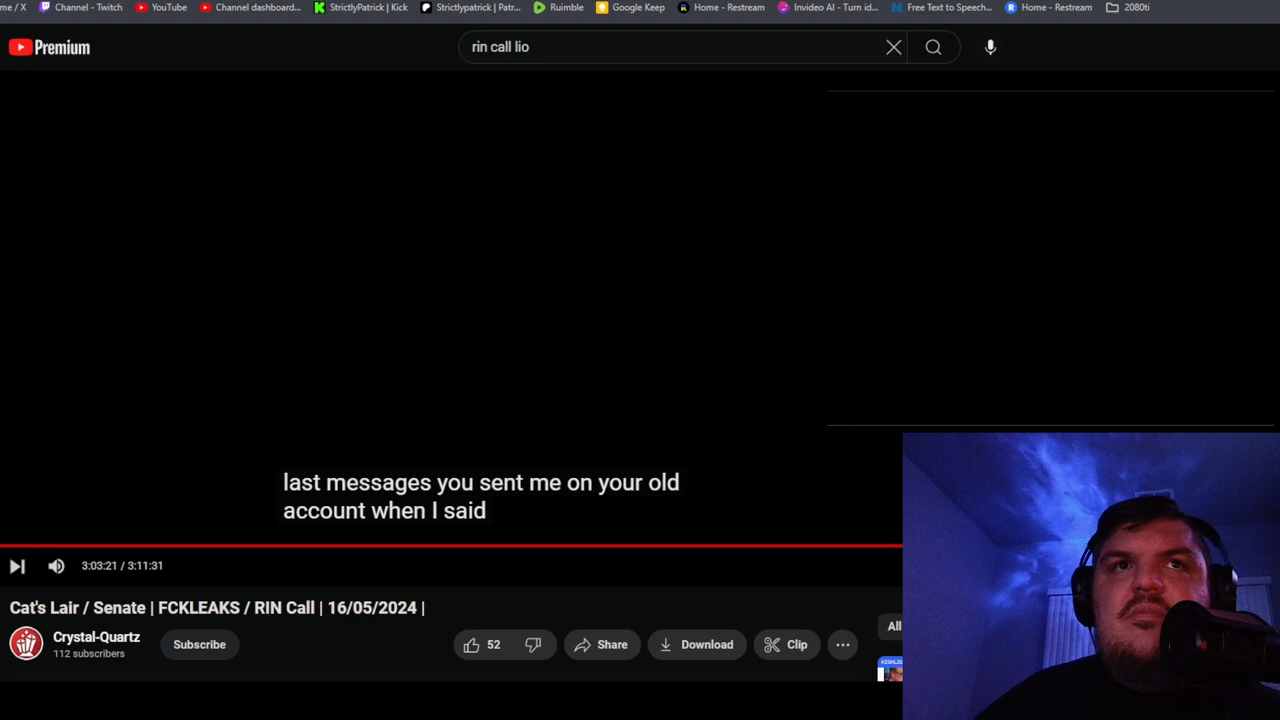 me / X
Channel - Twitch
YouTube
Channel dashboard...
StrictlyPatrick | Kick
Strictlypatrick | Patr...
Rumble
Google Keep
Home - Restream
Invideo AI - Turn id...
Free Text to Speech...
Home - Restream
2080ti
Premium
rin call lio
last messages you sent me on your old
account when I said
3:03:21 / 3:11:31
Cat's Lair / Senate | FCKLEAKS / RIN Call | 16/05/2024 |
Crystal-Quartz
112 subscribers
Subscribe
52
Share
Download
Clip
All